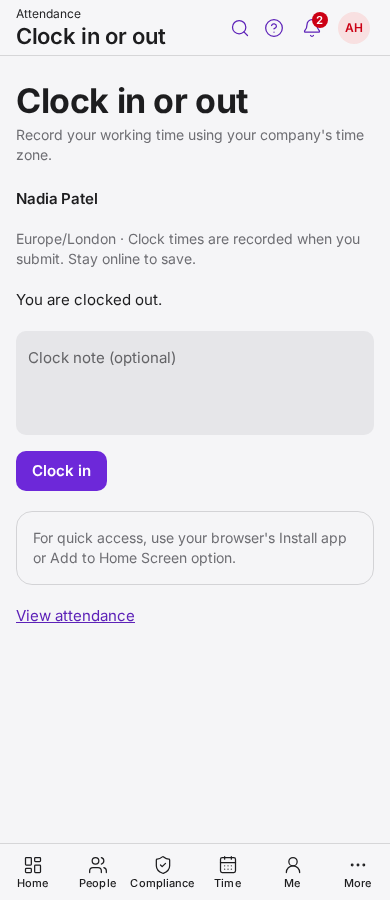 Attendance
Clock in or out
2
AH
Clock in or out
Record your working time using your company's time
zone.
Nadia Patel
Europe/London · Clock times are recorded when you
submit. Stay online to save.
You are clocked out.
Clock note (optional)
Clock in
For quick access, use your browser's Install app
or Add to Home Screen option.
View attendance
Home People Compliance Time Me More